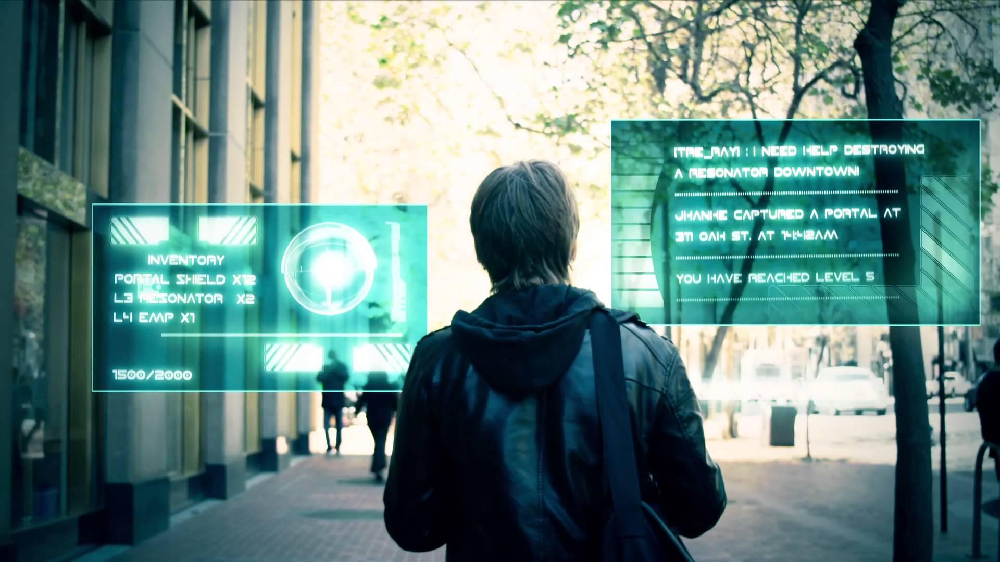 INVENTORY
PORTAL SHIELD X12
L3 RESONATOR X2
L4 EMP X1
1500/2000
[TRE_RAY] : I NEED HELP DESTROYING
A RESONATOR DOWNTOWN!
JHANKE CAPTURED A PORTAL AT
311 OAK ST. AT 14:42AM
YOU HAVE REACHED LEVEL 5